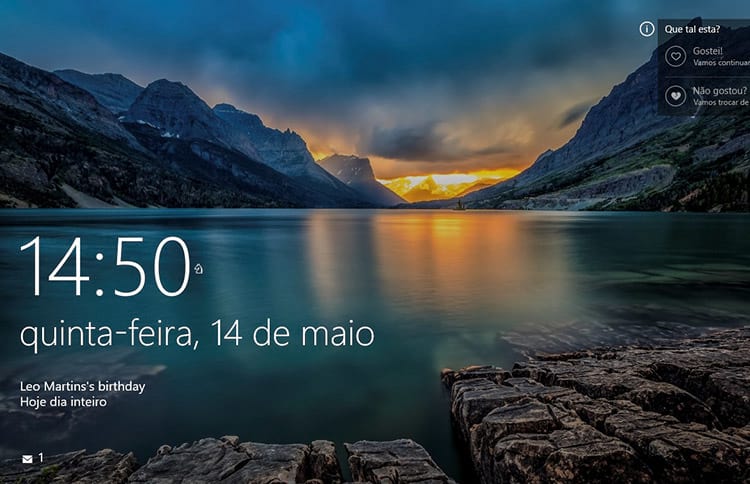 Que tal esta?
Gostei!
Vamos continuar
Não gostou?
Vamos trocar de
14:50
quinta-feira, 14 de maio
Leo Martins's birthday
Hoje dia inteiro
1